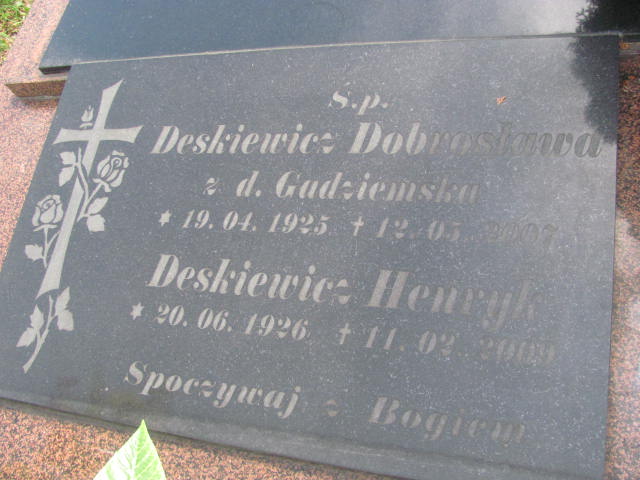 Ś.p.
Deskiewicz Dobrosława
z d. Gadziemska
* 19. 04. 1925 † 12. 05. 2007
Deskiewicz Henryk
* 20. 06. 1926 † 11. 02. 2009
Spoczywaj z Bogiem